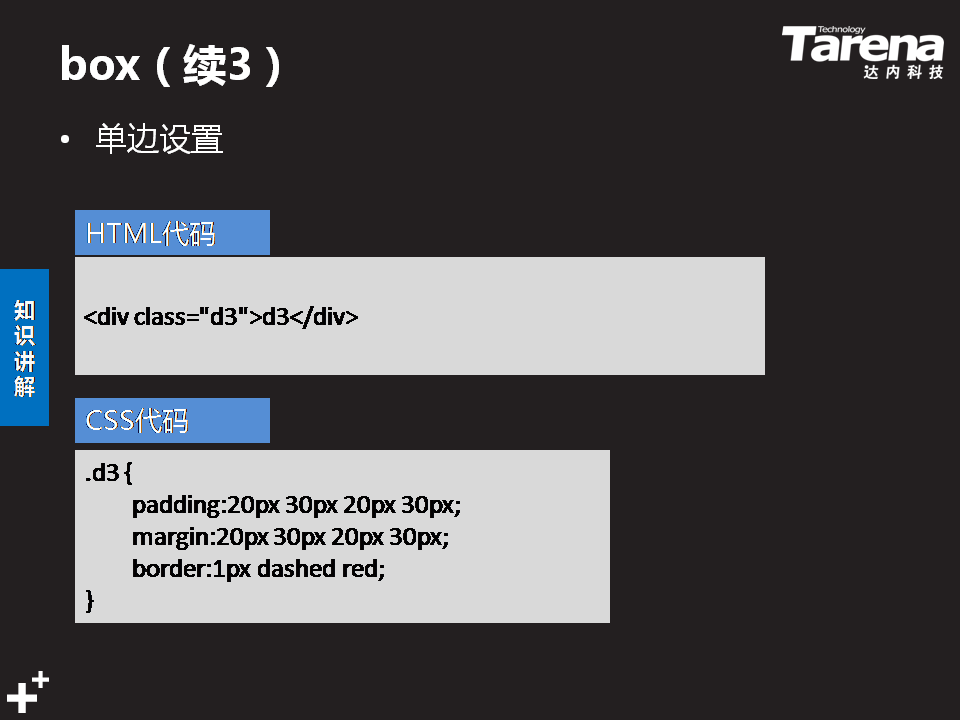 box（续3）
Technology
Tarena
达内科技
• 单边设置
HTML代码
<div class="d3">d3</div>
知识讲解
CSS代码
.d3 {
padding:20px 30px 20px 30px;
margin:20px 30px 20px 30px;
border:1px dashed red;
}